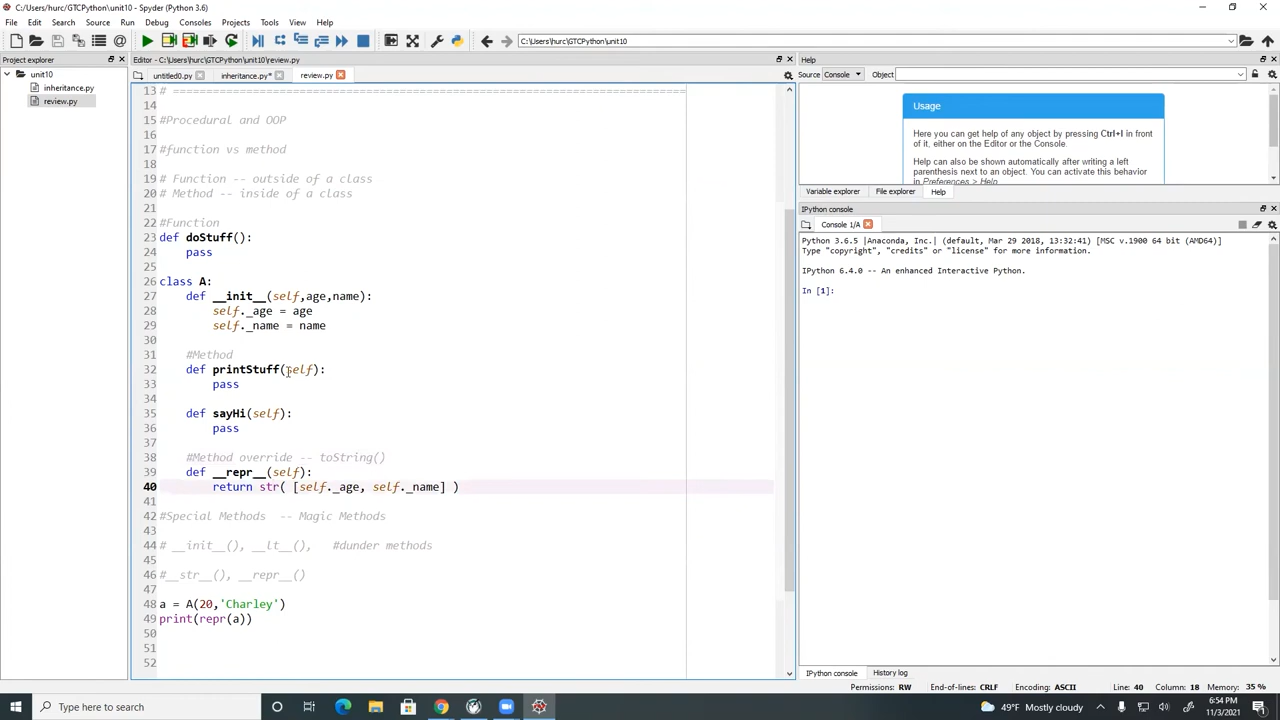 C:/Users/hurc/GTCPython/unit10 - Spyder (Python 3.6)
File Edit Search Source Run Debug Consoles Projects Tools View Help
C:\Users\hurc\GTCPython\unit10
Project explorer
unit10
inheritance.py
review.py
Editor - C:\Users\hurc\GTCPython\unit10\review.py
untitled0.py inheritance.py* review.py
13 # =============================================================================
14
15 #Procedural and OOP
16
17 #function vs method
18
19 # Function -- outside of a class
20 # Method -- inside of a class
21
22 #Function
23 def doStuff():
24     pass
25
26 class A:
27     def __init__(self,age,name):
28         self._age = age
29         self._name = name
30
31     #Method
32     def printStuff(self):
33         pass
34
35     def sayHi(self):
36         pass
37
38     #Method override -- toString()
39     def __repr__(self):
40         return str( [self._age, self._name] )
41
42 #Special Methods  -- Magic Methods
43
44 # __init__(), __lt__(),   #dunder methods
45
46 #__str__(), __repr__()
47
48 a = A(20,'Charley')
49 print(repr(a))
50
51
52
Help
Source Console Object
Usage
Here you can get help of any object by pressing Ctrl+I in front
of it, either on the Editor or the Console.
Help can also be shown automatically after writing a left
parenthesis next to an object. You can activate this behavior
in Preferences > Help.
Variable explorer File explorer Help
IPython console
Console 1/A
Python 3.6.5 |Anaconda, Inc.| (default, Mar 29 2018, 13:32:41) [MSC v.1900 64 bit (AMD64)]
Type "copyright", "credits" or "license" for more information.
IPython 6.4.0 -- An enhanced Interactive Python.
In [1]:
IPython console History log
Permissions: RW End-of-lines: CRLF Encoding: ASCII Line: 40 Column: 18 Memory: 35 %
Type here to search
49°F Mostly cloudy
6:54 PM
11/3/2021